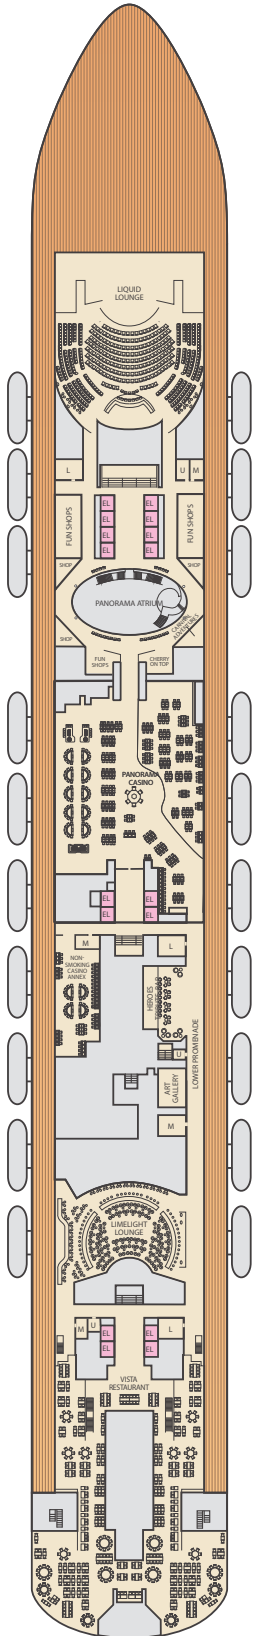 LIQUID
LOUNGE
L
U
M
FUN SHOPS
EL
EL
EL
EL
EL
EL
EL
EL
FUN SHOPS
SHOP
SHOP
PANORAMA ATRIUM
SHOP
CARNIVAL
ADVENTURES
FUN
SHOPS
CHERRY
ON TOP
PANORAMA
CASINO
EL
EL
EL
EL
M
L
NON-
SMOKING
CASINO
ANNEX
HEROES
TRIBUTE BAR
U
LOWER PROMENADE
ART
GALLERY
M
LIMELIGHT
LOUNGE
M
U
EL
EL
EL
EL
L
VISTA
RESTAURANT